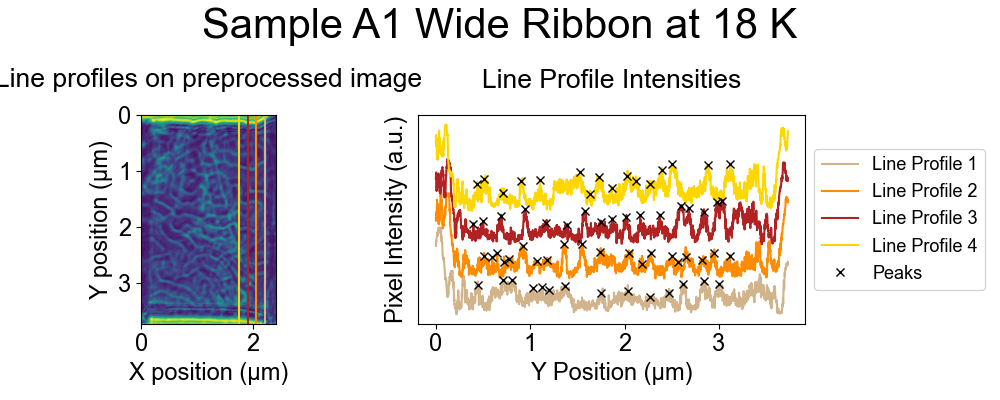 Sample A1 Wide Ribbon at 18 K
Line profiles on preprocessed image
Line Profile Intensities
Y position (μm)
0
1
2
3
0
2
X position (μm)
Pixel Intensity (a.u.)
0
1
2
3
Y Position (μm)
Line Profile 1
Line Profile 2
Line Profile 3
Line Profile 4
Peaks